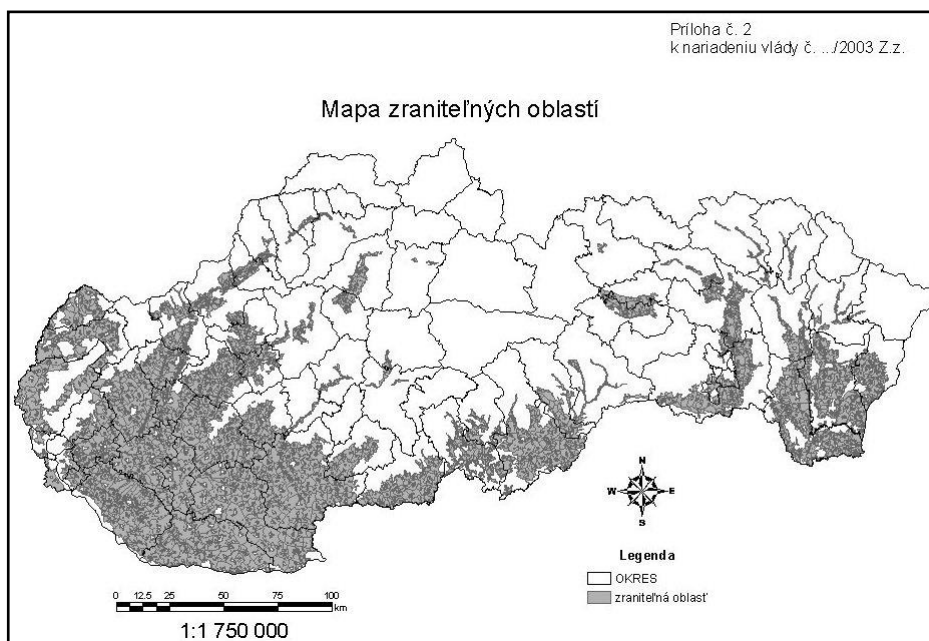 Príloha č. 2
k nariadeniu vlády č. .../2003 Z.z.
Mapa zraniteľných oblastí
N
W E
S
Legenda
OKRES
zraniteľná oblasť
0 12.5 25 50 75 100
km
1:1 750 000